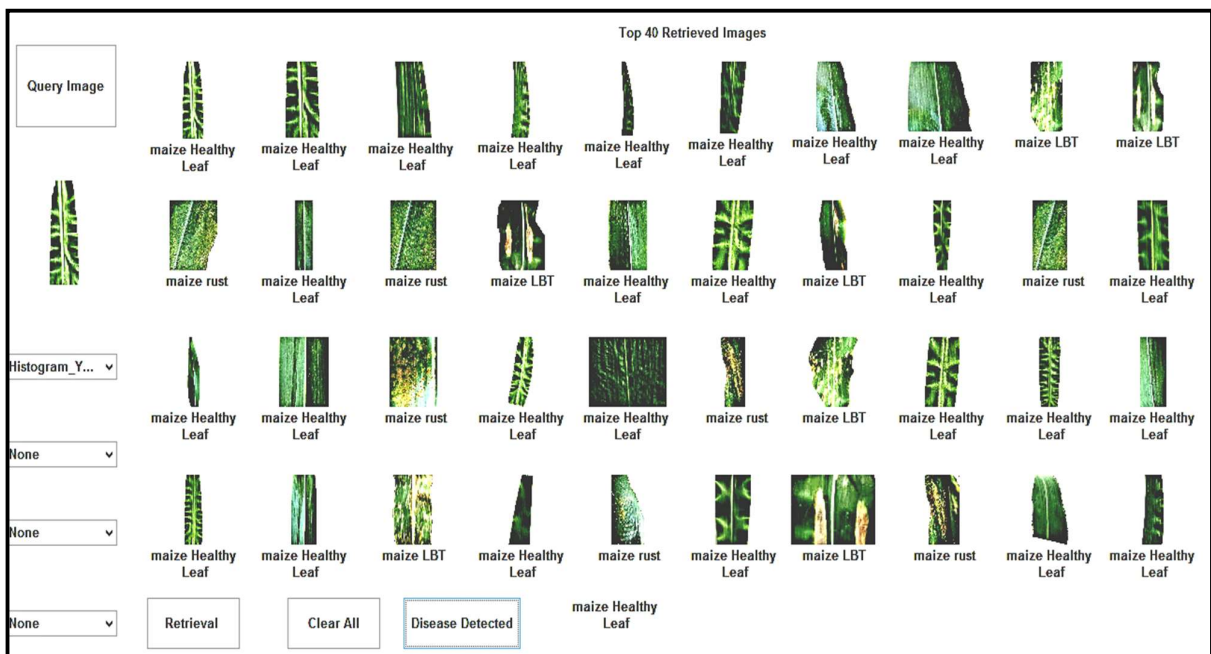 Top 40 Retrieved Images
Query Image
maize Healthy Leaf
maize Healthy Leaf
maize Healthy Leaf
maize Healthy Leaf
maize Healthy Leaf
maize Healthy Leaf
maize Healthy Leaf
maize Healthy Leaf
maize LBT
maize LBT
maize rust
maize Healthy Leaf
maize rust
maize LBT
maize Healthy Leaf
maize Healthy Leaf
maize LBT
maize Healthy Leaf
maize rust
maize Healthy Leaf
Histogram_Y...
maize Healthy Leaf
maize Healthy Leaf
maize rust
maize Healthy Leaf
maize Healthy Leaf
maize rust
maize LBT
maize Healthy Leaf
maize Healthy Leaf
maize Healthy Leaf
None
None
maize Healthy Leaf
maize Healthy Leaf
maize LBT
maize Healthy Leaf
maize rust
maize Healthy Leaf
maize LBT
maize rust
maize Healthy Leaf
maize Healthy Leaf
None
Retrieval
Clear All
Disease Detected
maize Healthy Leaf